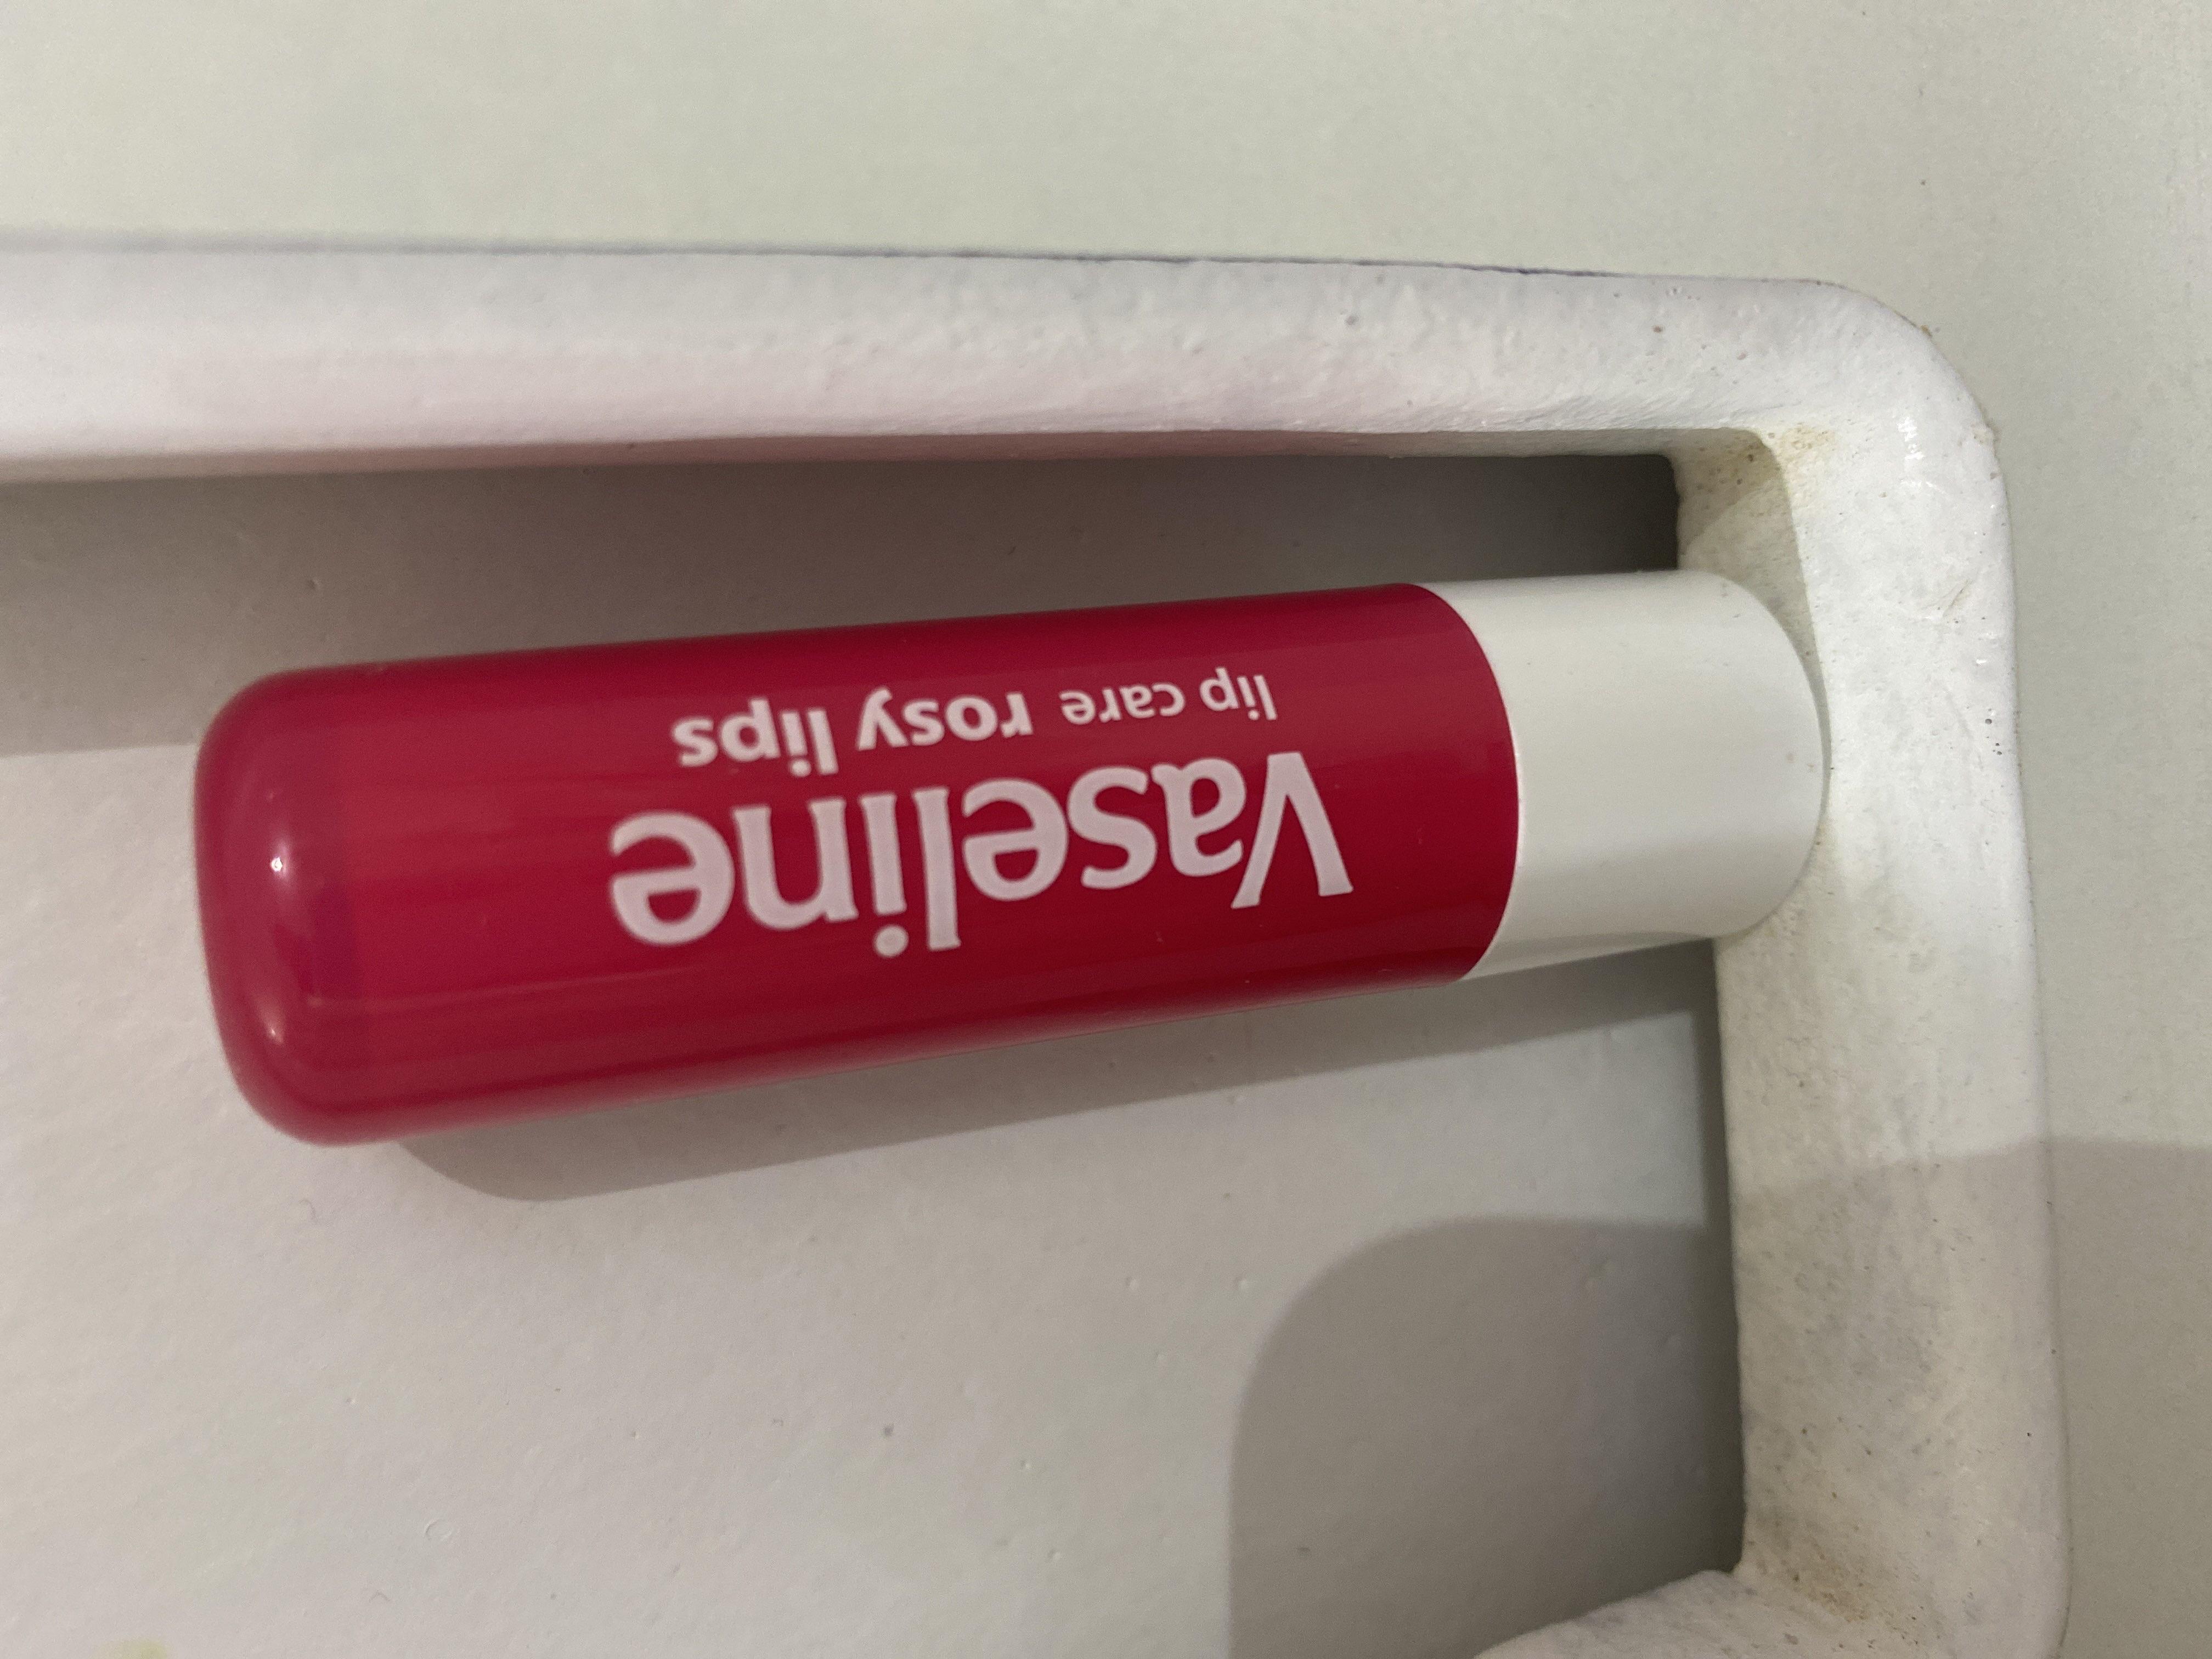 Vaseline
lip care rosy lips